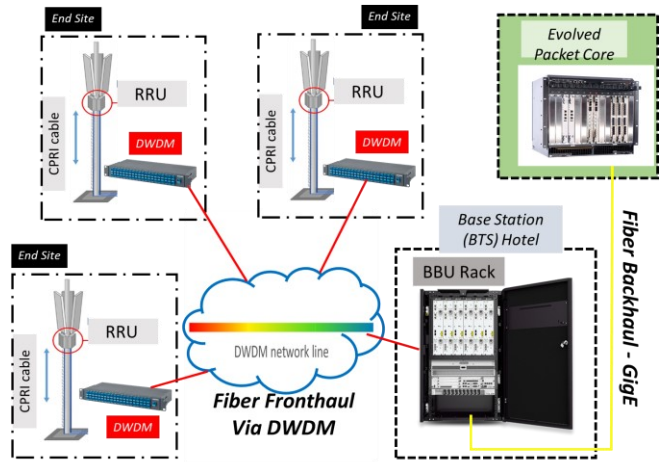 End Site
RRU
CPRI cable
DWDM
End Site
RRU
CPRI cable
DWDM
Evolved
Packet Core
End Site
RRU
CPRI cable
DWDM
DWDM network line
Fiber Fronthaul
Via DWDM
Base Station
(BTS) Hotel
BBU Rack
Fiber Backhaul - GigE